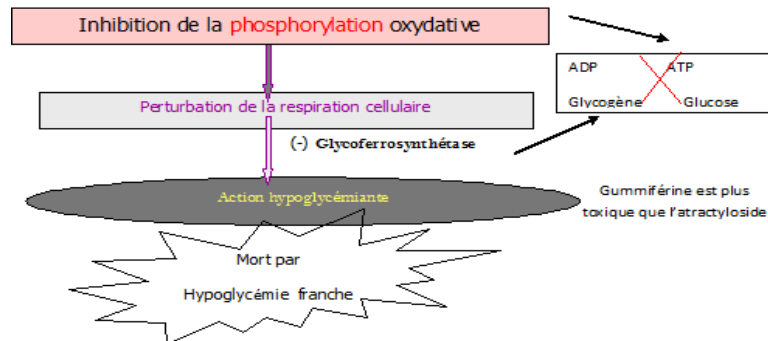 Inhibition de la phosphorylation oxydative
ADP ATP
Glycogène Glucose
Perturbation de la respiration cellulaire
(-) Glycoferrosynthétase
Action hypoglycémiante
Gummiférine est plus
toxique que l'atractyloside
Mort par
Hypoglycémie franche